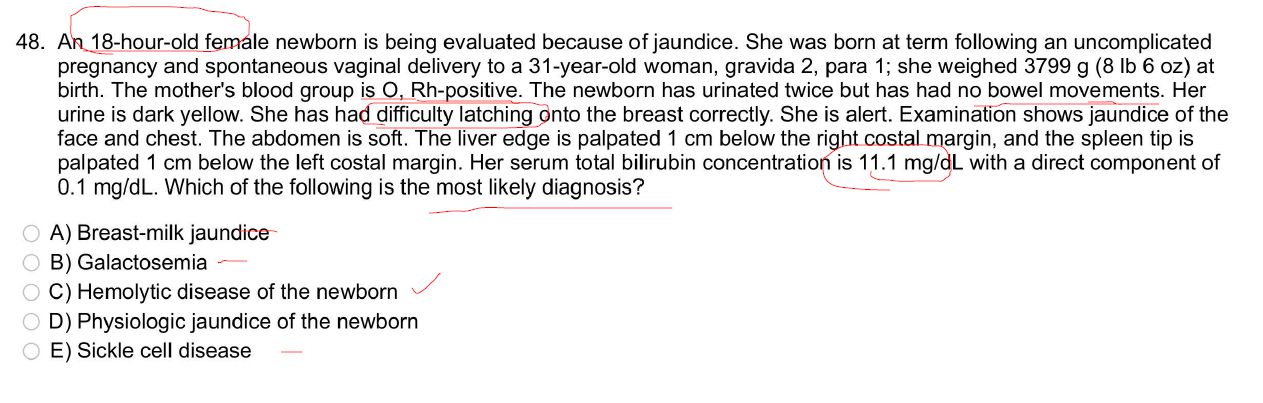 48. An 18-hour-old female newborn is being evaluated because of jaundice. She was born at term following an uncomplicated
pregnancy and spontaneous vaginal delivery to a 31-year-old woman, gravida 2, para 1; she weighed 3799 g (8 lb 6 oz) at
birth. The mother's blood group is O, Rh-positive. The newborn has urinated twice but has had no bowel movements. Her
urine is dark yellow. She has had difficulty latching onto the breast correctly. She is alert. Examination shows jaundice of the
face and chest. The abdomen is soft. The liver edge is palpated 1 cm below the right costal margin, and the spleen tip is
palpated 1 cm below the left costal margin. Her serum total bilirubin concentration is 11.1 mg/dL with a direct component of
0.1 mg/dL. Which of the following is the most likely diagnosis?
A) Breast-milk jaundice
B) Galactosemia
C) Hemolytic disease of the newborn
D) Physiologic jaundice of the newborn
E) Sickle cell disease